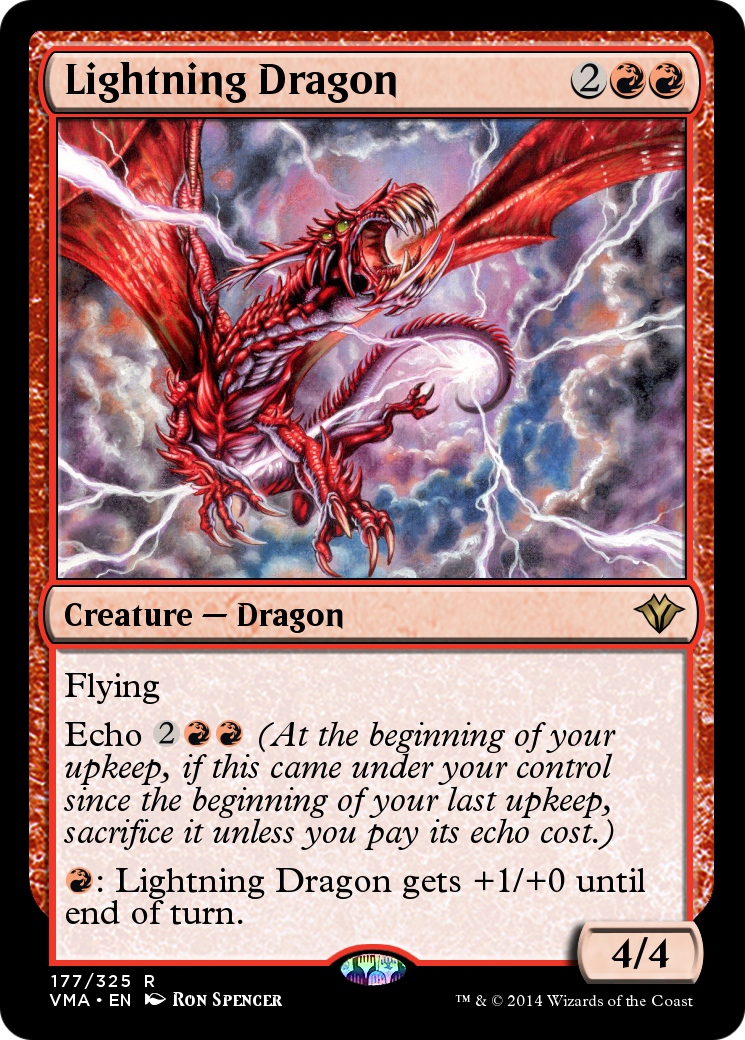 Lightning Dragon 2
Creature — Dragon
Flying
Echo 2 (At the beginning of your
upkeep, if this came under your control
since the beginning of your last upkeep,
sacrifice it unless you pay its echo cost.)
: Lightning Dragon gets +1/+0 until
end of turn.
4/4
177/325 R
VMA • EN Ron Spencer
™ & © 2014 Wizards of the Coast